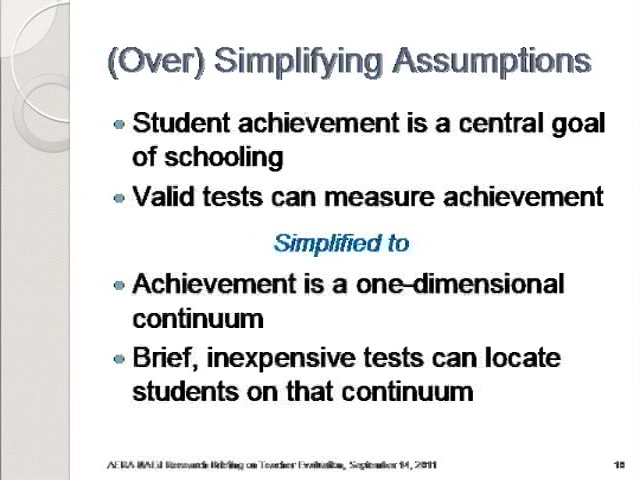 (Over) Simplifying Assumptions
Student achievement is a central goal
of schooling
Valid tests can measure achievement
Simplified to
Achievement is a one-dimensional
continuum
Brief, inexpensive tests can locate
students on that continuum
Research Briefing on Teacher Evaluation, September 14, 2011